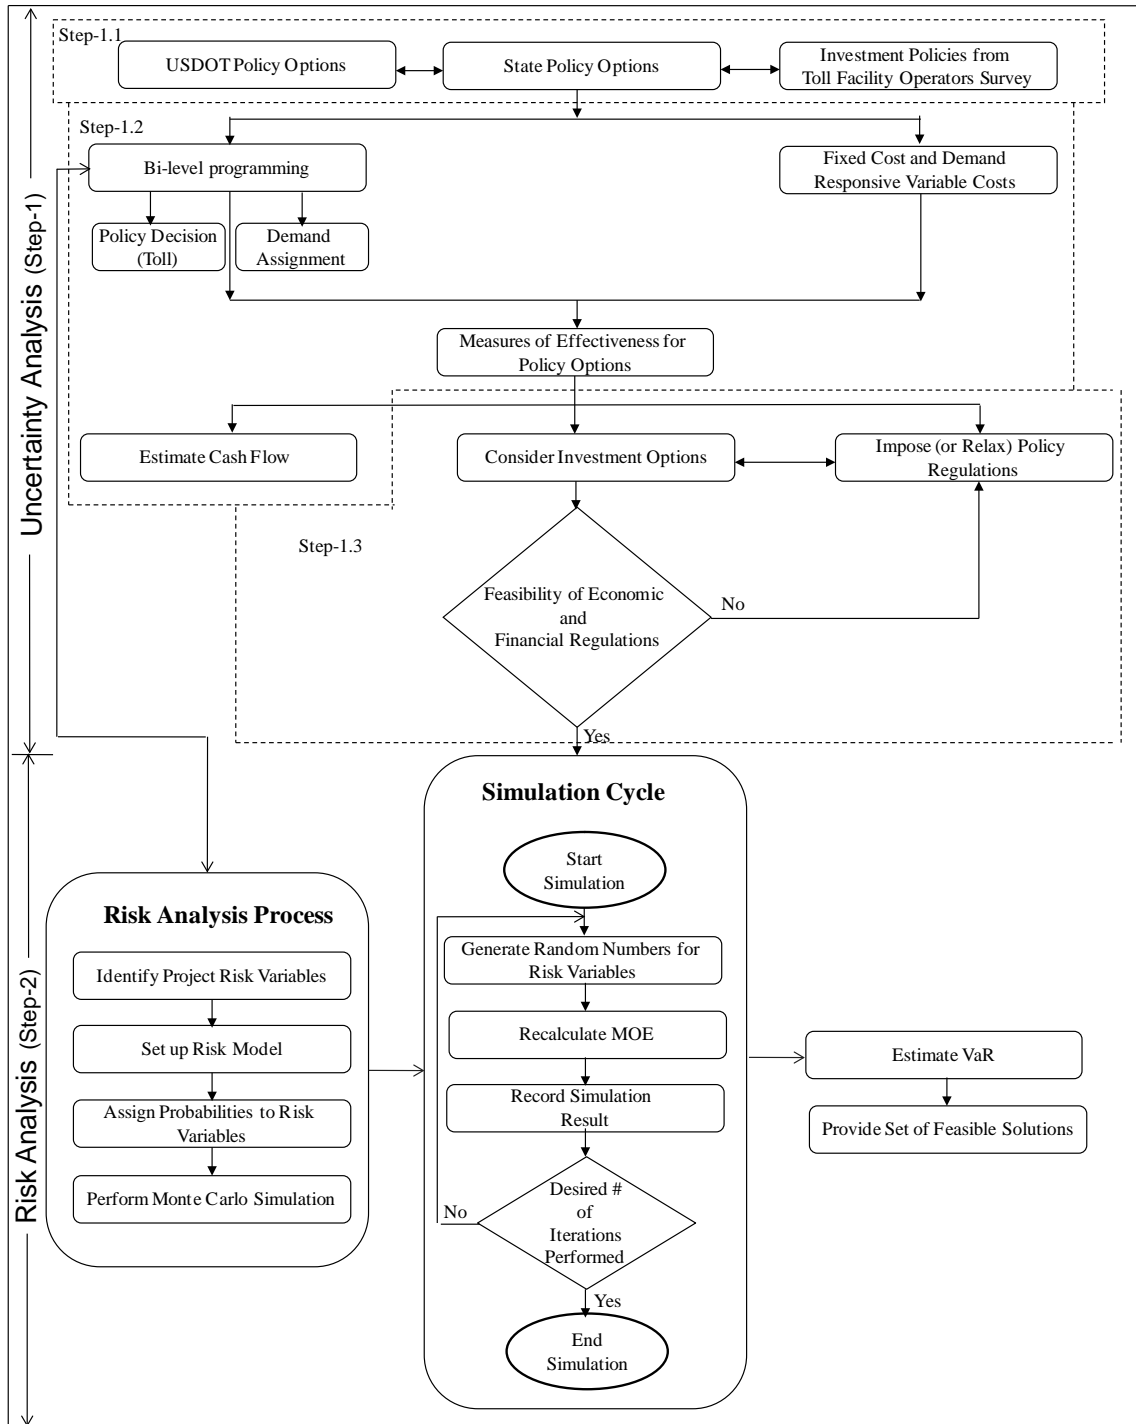 Uncertainty Analysis (Step-1)
Step-1.1
USDOT Policy Options
State Policy Options
Investment Policies from
Toll Facility Operators Survey
Step-1.2
Bi-level programming
Fixed Cost and Demand
Responsive Variable Costs
Policy Decision
(Toll)
Demand
Assignment
Measures of Effectiveness for
Policy Options
Estimate Cash Flow
Consider Investment Options
Impose (or Relax) Policy
Regulations
Step-1.3
Feasibility of Economic
and
Financial Regulations
No
Yes
Risk Analysis (Step-2)
Risk Analysis Process
Identify Project Risk Variables
Set up Risk Model
Assign Probabilities to Risk
Variables
Perform Monte Carlo Simulation
Simulation Cycle
Start
Simulation
Generate Random Numbers for
Risk Variables
Recalculate MOE
Record Simulation
Result
Desired #
of
Iterations
Performed
No
Yes
End
Simulation
Estimate VaR
Provide Set of Feasible Solutions